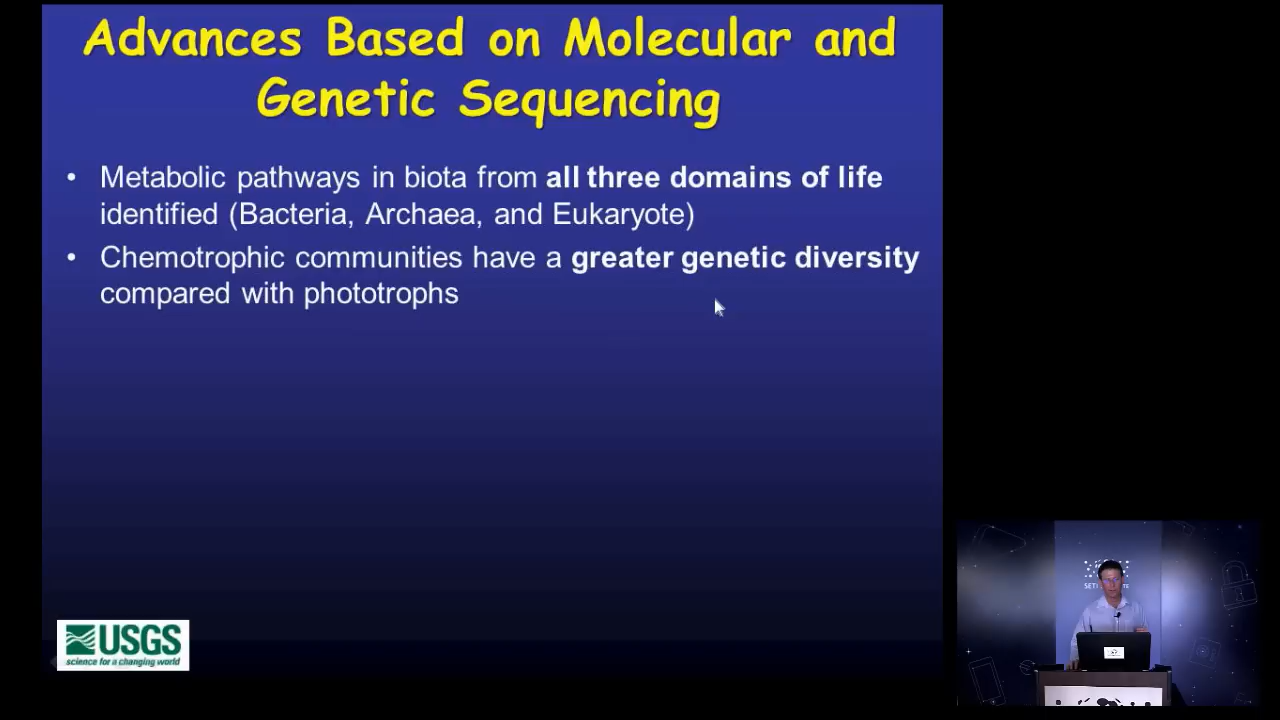 Advances Based on Molecular and
Genetic Sequencing
• Metabolic pathways in biota from all three domains of life
identified (Bacteria, Archaea, and Eukaryote)
• Chemotrophic communities have a greater genetic diversity
compared with phototrophs
USGS
science for a changing world